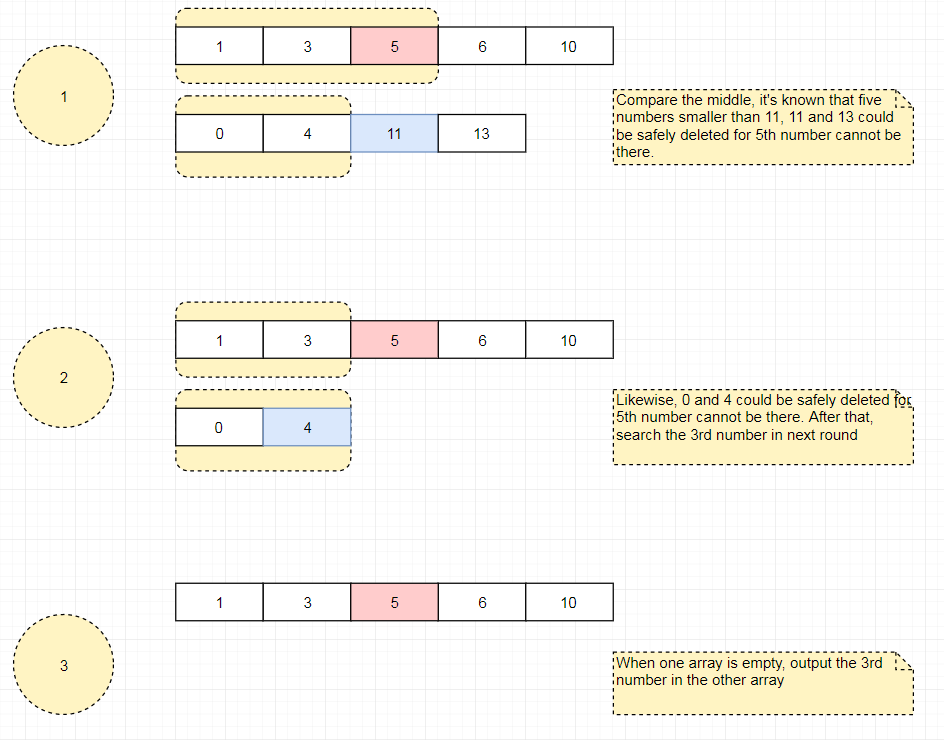 1 3 5 6 10
1
0 4 11 13
Compare the middle, it's known that five
numbers smaller than 11, 11 and 13 could
be safely deleted for 5th number cannot be
there.
1 3 5 6 10
2
0 4
Likewise, 0 and 4 could be safely deleted for
5th number cannot be there. After that,
search the 3rd number in next round
1 3 5 6 10
3
When one array is empty, output the 3rd
number in the other array